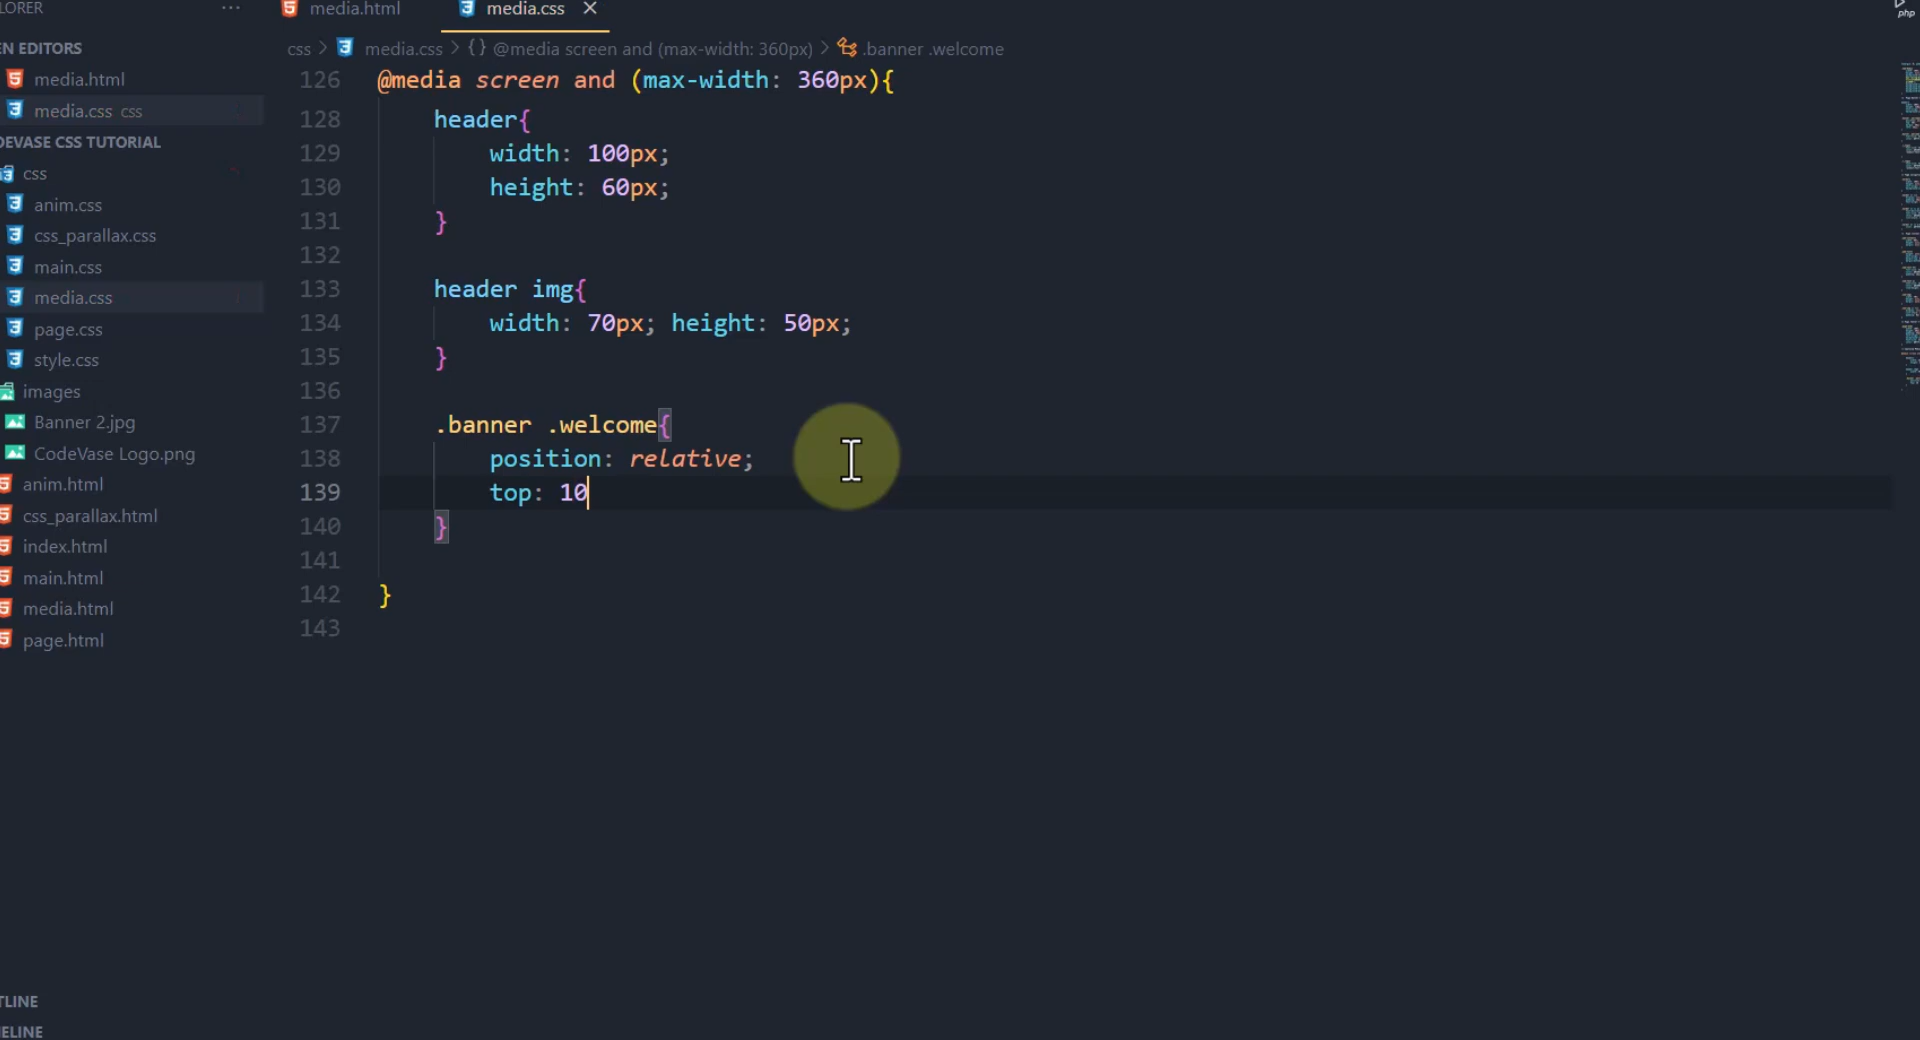 LORER ...
media.html
media.css ×
php
EN EDITORS
media.html
media.css css
DEVASE CSS TUTORIAL
css
anim.css
css_parallax.css
main.css
media.css
page.css
style.css
images
Banner 2.jpg
CodeVase Logo.png
anim.html
css_parallax.html
index.html
main.html
media.html
page.html
TLINE
ELINE
css > media.css > {} @media screen and (max-width: 360px) > .banner .welcome
126 @media screen and (max-width: 360px){
128 header{
129 width: 100px;
130 height: 60px;
131 }
132
133 header img{
134 width: 70px; height: 50px;
135 }
136
137 .banner .welcome{
138 position: relative;
139 top: 10
140 }
141
142 }
143